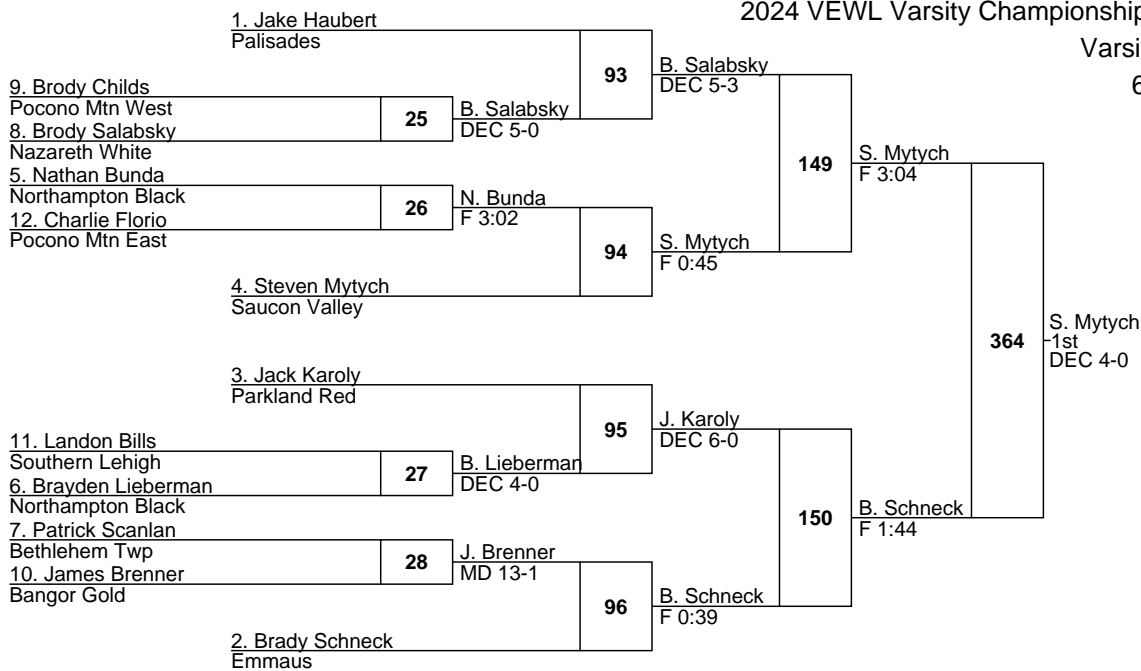 2024 VEWL Varsity Championship
Varsi
6
1. Jake Haubert
Palisades
93
B. Salabsky
DEC 5-3
9. Brody Childs
Pocono Mtn West
8. Brody Salabsky
Nazareth White
25
B. Salabsky
DEC 5-0
149
S. Mytych
F 3:04
5. Nathan Bunda
Northampton Black
12. Charlie Florio
Pocono Mtn East
26
N. Bunda
F 3:02
94
S. Mytych
F 0:45
4. Steven Mytych
Saucon Valley
364
S. Mytych
1st
DEC 4-0
3. Jack Karoly
Parkland Red
95
J. Karoly
DEC 6-0
11. Landon Bills
Southern Lehigh
6. Brayden Lieberman
Northampton Black
27
B. Lieberman
DEC 4-0
150
B. Schneck
F 1:44
7. Patrick Scanlan
Bethlehem Twp
10. James Brenner
Bangor Gold
28
J. Brenner
MD 13-1
96
B. Schneck
F 0:39
2. Brady Schneck
Emmaus